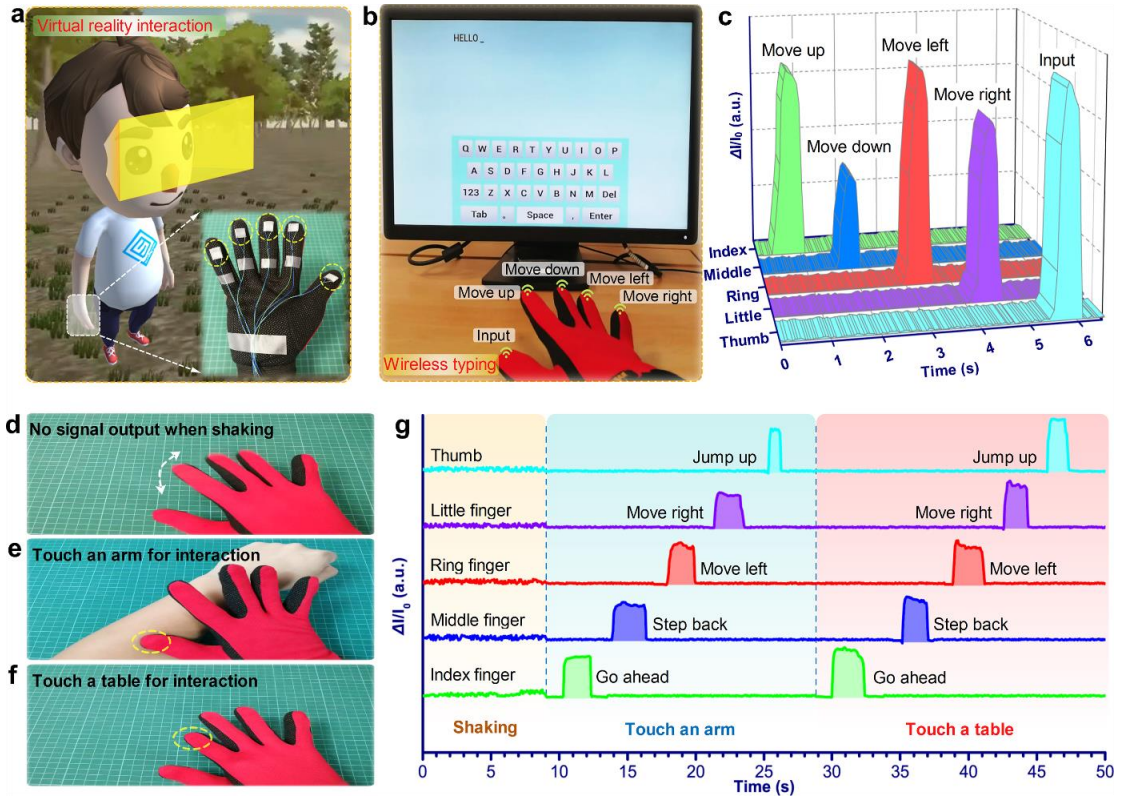 a
Virtual reality interaction
b
HELLO_
Q W E R T Y U I O P
A S D F G H J K L
123 Z X C V B N M Del
Tab . Space , Enter
Move down
Move up
Move left
Move right
Input
Wireless typing
c
Move up
Move left
Input
Move right
Move down
ΔI/I₀ (a.u.)
Index
Middle
Ring
Little
Thumb
0 1 2 3 4 5 6
Time (s)
d
No signal output when shaking
e
Touch an arm for interaction
f
Touch a table for interaction
g
ΔI/I₀ (a.u.)
Thumb
Jump up
Jump up
Little finger
Move right
Move right
Ring finger
Move left
Move left
Middle finger
Step back
Step back
Index finger
Go ahead
Go ahead
Shaking
Touch an arm
Touch a table
0 5 10 15 20 25 30 35 40 45 50
Time (s)